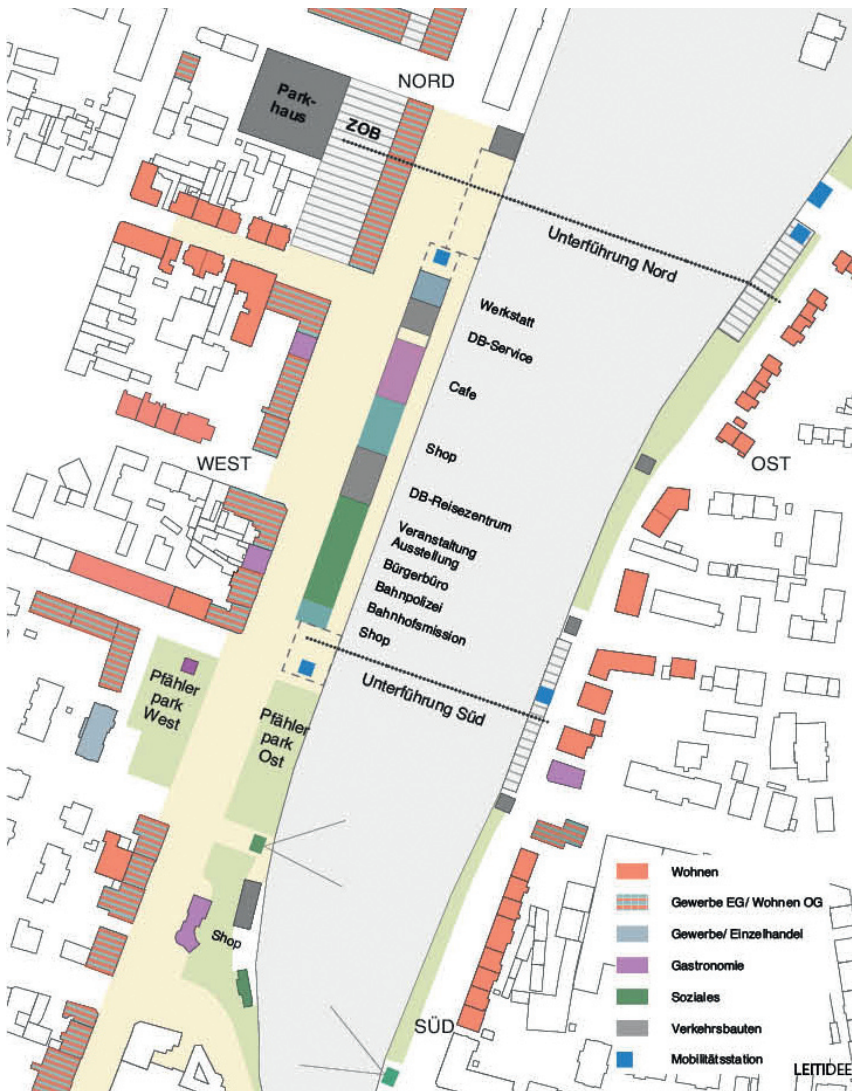 NORD
Park-
haus
ZOB
Unterführung Nord
Werkstatt
DB-Service
Cafe
WEST
Shop
OST
DB-Reisezentrum
Veranstaltung
Ausstellung
Bürgerbüro
Bahnpolizei
Bahnhofsmission
Shop
Unterführung Süd
Pfähler
park
West
Pfähler
park
Ost
Shop
SÜD
Wohnen
Gewerbe EG/ Wohnen OG
Gewerbe/ Einzelhandel
Gastronomie
Soziales
Verkehrsbauten
Mobilitätsstation
LEITIDEE